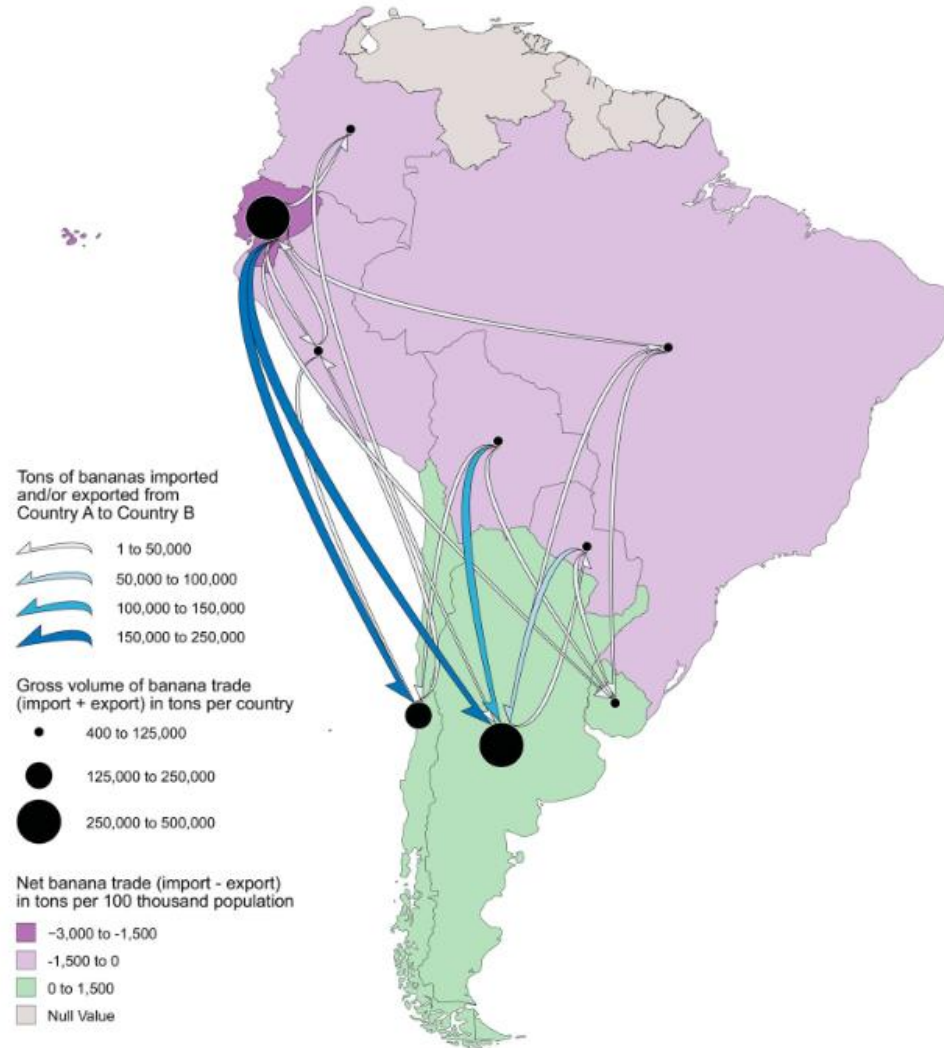 Tons of bananas imported
and/or exported from
Country A to Country B
1 to 50,000
50,000 to 100,000
100,000 to 150,000
150,000 to 250,000
Gross volume of banana trade
(import + export) in tons per country
400 to 125,000
125,000 to 250,000
250,000 to 500,000
Net banana trade (import - export)
in tons per 100 thousand population
−3,000 to -1,500
-1,500 to 0
0 to 1,500
Null Value